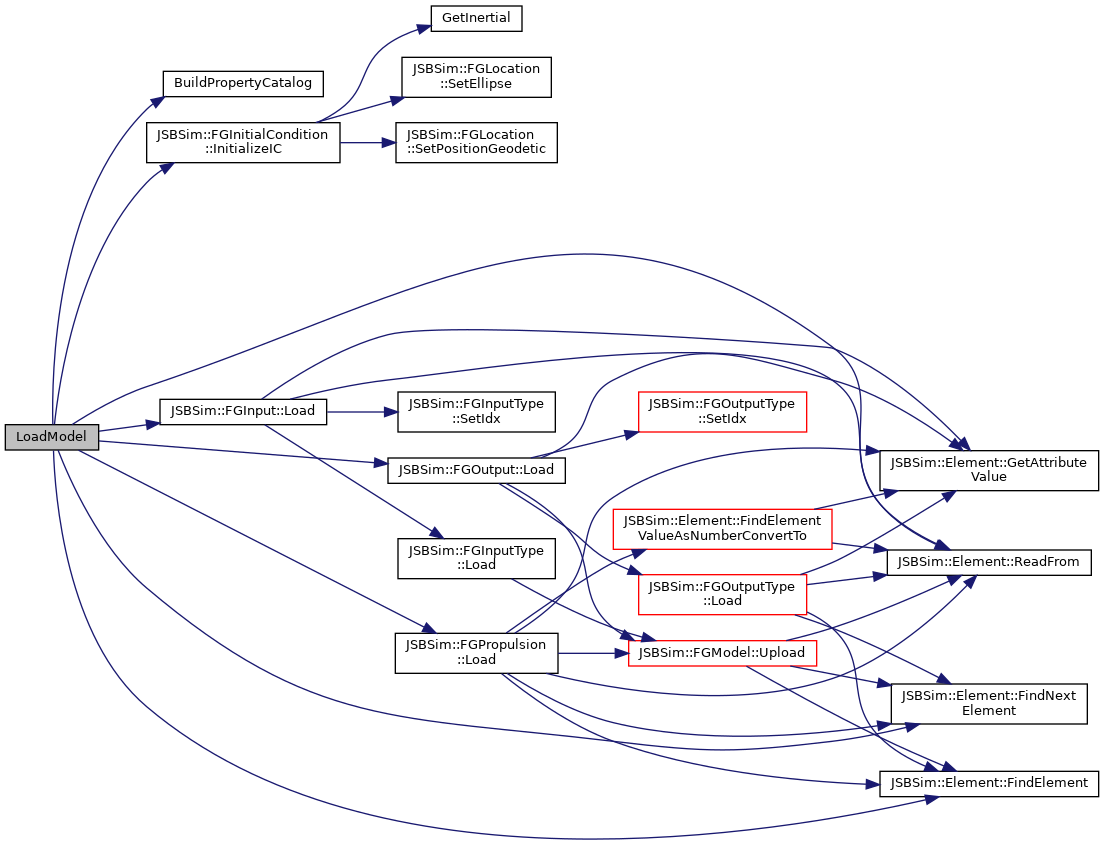 GetInertial
JSBSim::FGLocation
::SetEllipse
BuildPropertyCatalog
JSBSim::FGInitialCondition
::InitializeIC
JSBSim::FGLocation
::SetPositionGeodetic
JSBSim::FGInput::Load
JSBSim::FGInputType
::SetIdx
JSBSim::FGOutputType
::SetIdx
LoadModel
JSBSim::FGOutput::Load
JSBSim::Element::GetAttribute
Value
JSBSim::Element::FindElement
ValueAsNumberConvertTo
JSBSim::FGInputType
::Load
JSBSim::Element::ReadFrom
JSBSim::FGOutputType
::Load
JSBSim::FGPropulsion
::Load
JSBSim::FGModel::Upload
JSBSim::Element::FindNext
Element
JSBSim::Element::FindElement